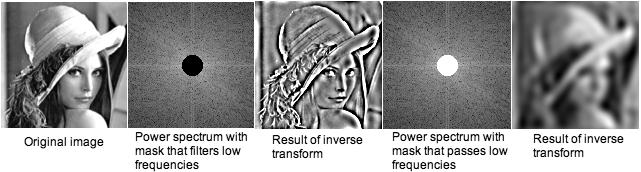 Original image
Power spectrum with
mask that filters low
frequencies
Result of inverse
transform
Power spectrum with
mask that passes low
frequencies
Result of inverse
transform